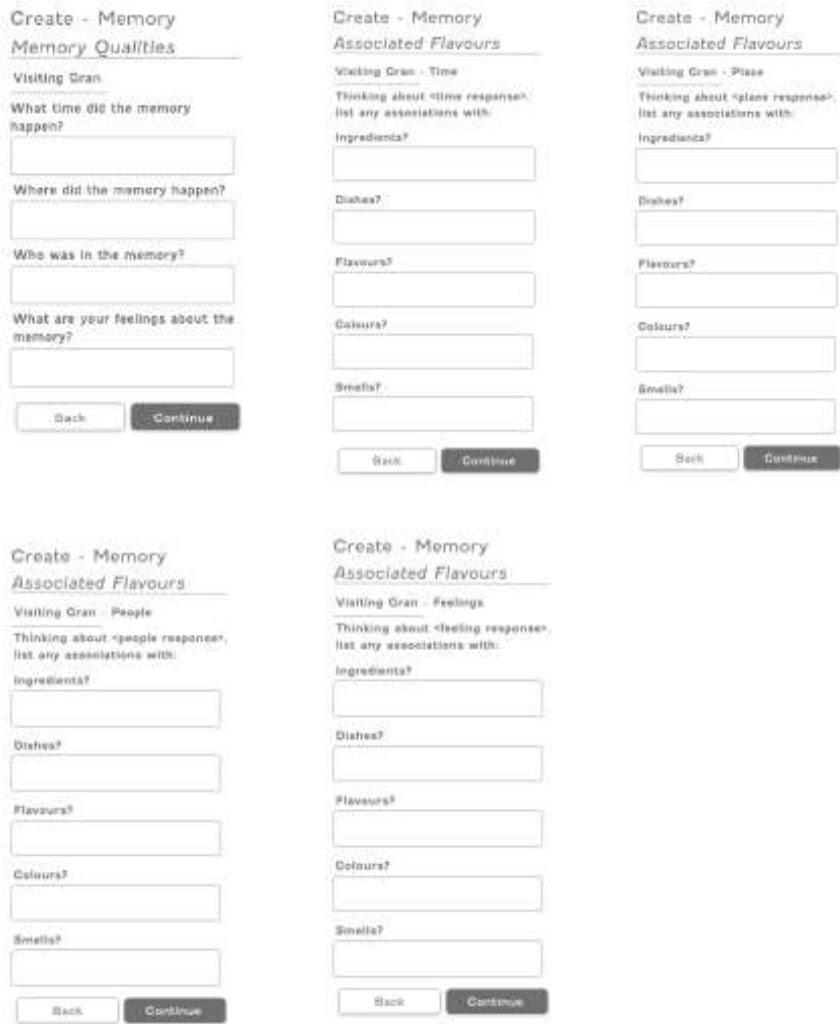 Create - Memory
Memory Qualities
Visiting Gran
What time did the memory
happen?
Where did the memory happen?
Who was in the memory?
What are your feelings about the
memory?
Back
Continue
Create - Memory
Associated Flavours
Visiting Gran - Time
Thinking about <time response>,
list any associations with:
Ingredients?
Dishes?
Flavours?
Colours?
Smells?
Back
Continue
Create - Memory
Associated Flavours
Visiting Gran - Place
Thinking about <place response>,
list any associations with:
Ingredients?
Dishes?
Flavours?
Colours?
Smells?
Back
Continue
Create - Memory
Associated Flavours
Visiting Gran - People
Thinking about <people response>,
list any associations with:
Ingredients?
Dishes?
Flavours?
Colours?
Smells?
Back
Continue
Create - Memory
Associated Flavours
Visiting Gran - Feelings
Thinking about <feeling response>,
list any associations with:
Ingredients?
Dishes?
Flavours?
Colours?
Smells?
Back
Continue